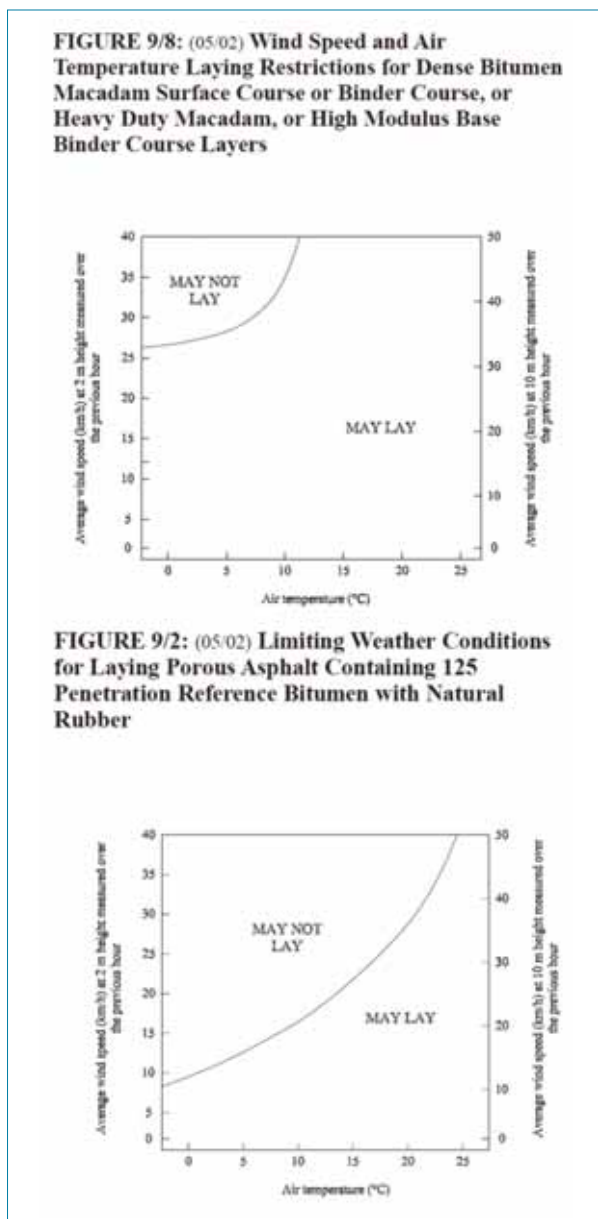 FIGURE 9/8: (05/02) Wind Speed and Air
Temperature Laying Restrictions for Dense Bitumen
Macadam Surface Course or Binder Course, or
Heavy Duty Macadam, or High Modulus Base
Binder Course Layers
Average wind speed (km/h) at 2 m height measured over
the previous hour
40
35
30
25
20
15
10
5
0
MAY NOT
LAY
MAY LAY
50
40
30
20
10
0
Average wind speed (km/h) at 10 m height measured over
the previous hour
0 5 10 15 20 25
Air temperature (°C)
FIGURE 9/2: (05/02) Limiting Weather Conditions
for Laying Porous Asphalt Containing 125
Penetration Reference Bitumen with Natural
Rubber
Average wind speed (km/h) at 2 m height measured over
the previous hour
40
35
30
25
20
15
10
5
0
MAY NOT
LAY
MAY LAY
50
40
30
20
10
0
Average wind speed (km/h) at 10 m height measured over
the previous hour
0 5 10 15 20 25
Air temperature (°C)